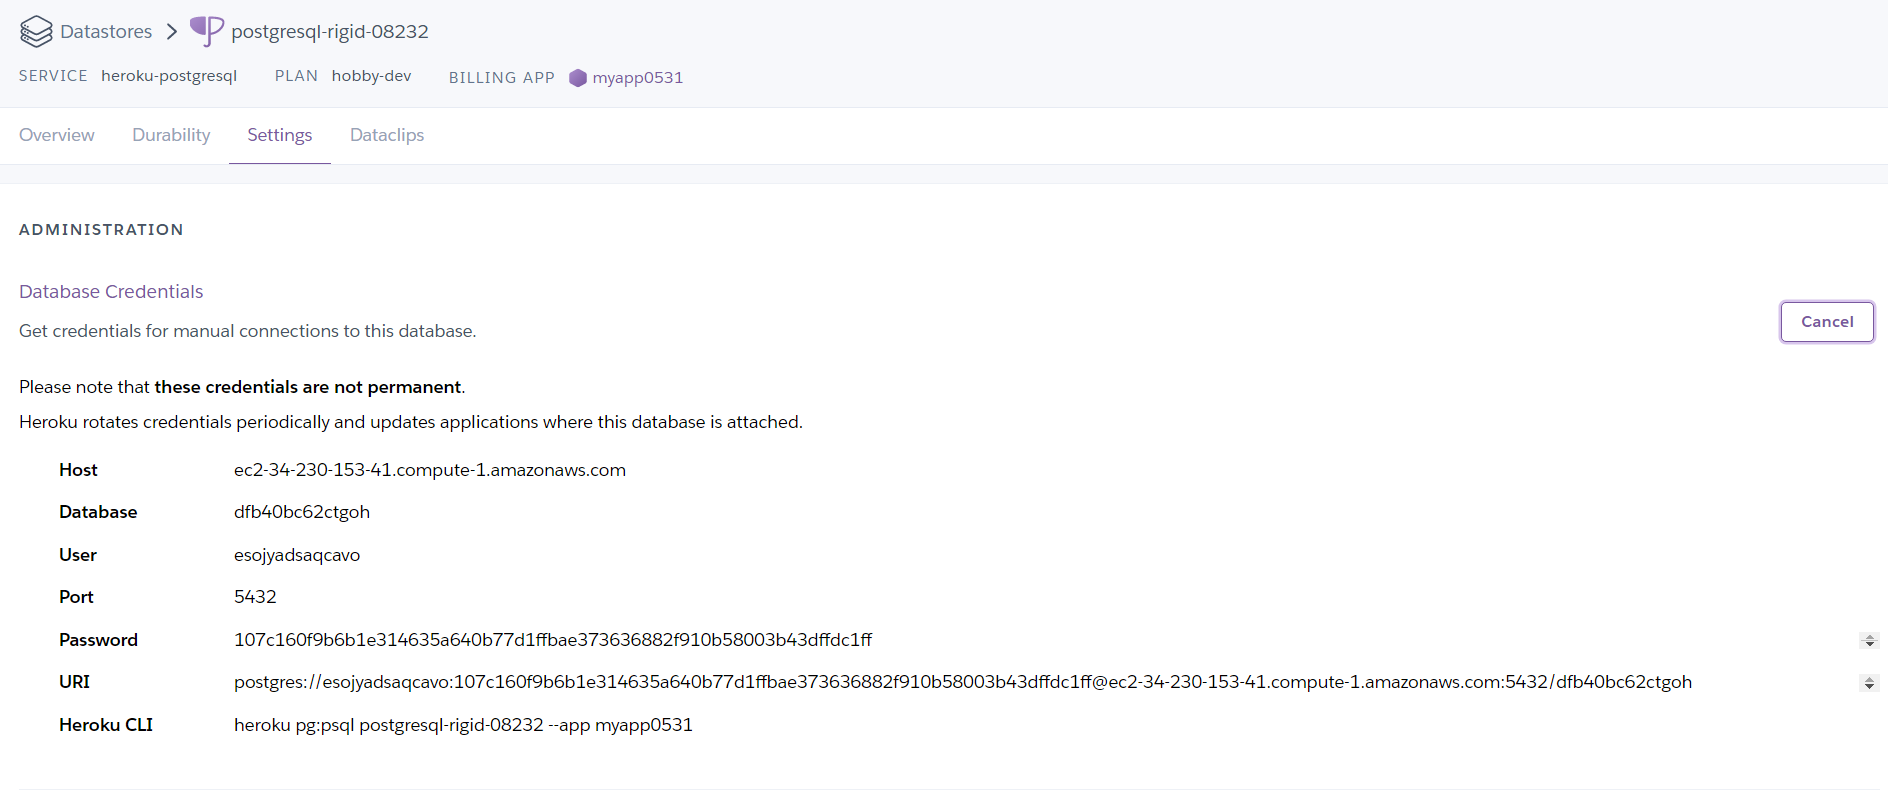 Datastores > postgresql-rigid-08232
SERVICE heroku-postgresql PLAN hobby-dev BILLING APP myapp0531
Overview Durability Settings Dataclips
ADMINISTRATION
Database Credentials
Get credentials for manual connections to this database.
Cancel
Please note that these credentials are not permanent.
Heroku rotates credentials periodically and updates applications where this database is attached.
Host ec2-34-230-153-41.compute-1.amazonaws.com
Database dfb40bc62ctgoh
User esojyadsaqcavo
Port 5432
Password 107c160f9b6b1e314635a640b77d1ffbae373636882f910b58003b43dffdc1ff
URI postgres://esojyadsaqcavo:107c160f9b6b1e314635a640b77d1ffbae373636882f910b58003b43dffdc1ff@ec2-34-230-153-41.compute-1.amazonaws.com:5432/dfb40bc62ctgoh
Heroku CLI heroku pg:psql postgresql-rigid-08232 --app myapp0531